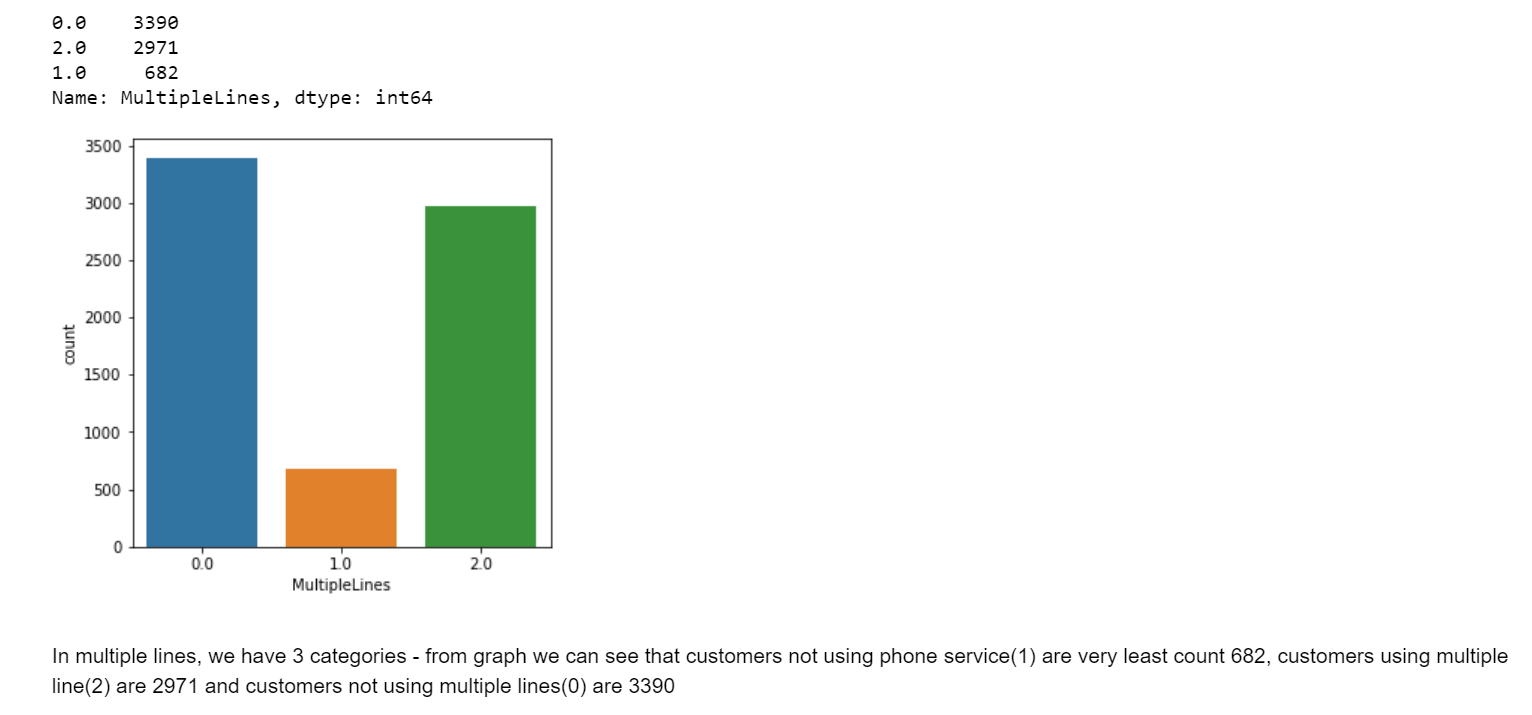 0.0 3390
2.0 2971
1.0 682
Name: MultipleLines, dtype: int64
3500
3000
2500
2000
1500
1000
500
0
count
0.0 1.0 2.0
MultipleLines
In multiple lines, we have 3 categories - from graph we can see that customers not using phone service(1) are very least count 682, customers using multiple
line(2) are 2971 and customers not using multiple lines(0) are 3390